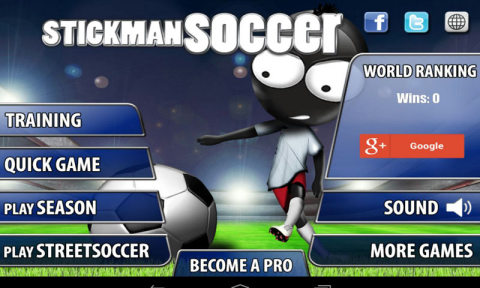 STICKMAN SOCCER
WORLD RANKING
Wins: 0
g+ Google
TRAINING
QUICK GAME
PLAY SEASON
SOUND
PLAY STREETSOCCER
BECOME A PRO
MORE GAMES